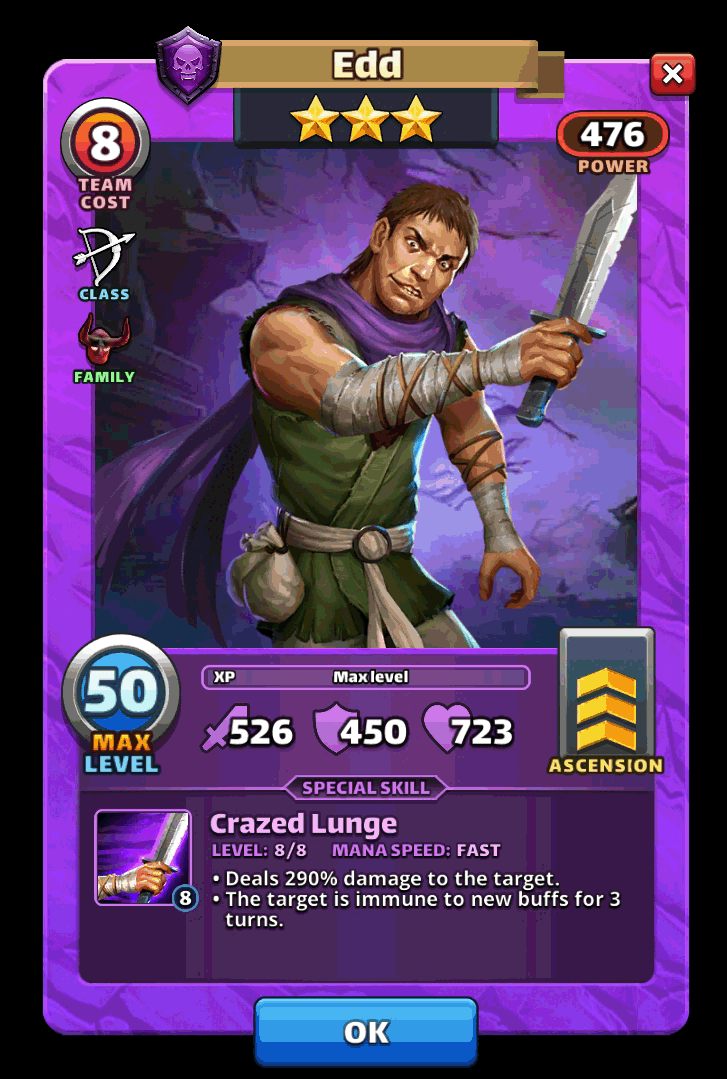 Edd
8
TEAM
COST
476
POWER
CLASS
FAMILY
50
MAX
LEVEL
XP Max level
526 450 723
ASCENSION
SPECIAL SKILL
Crazed Lunge
LEVEL: 8/8 MANA SPEED: FAST
8
• Deals 290% damage to the target.
• The target is immune to new buffs for 3
turns.
OK